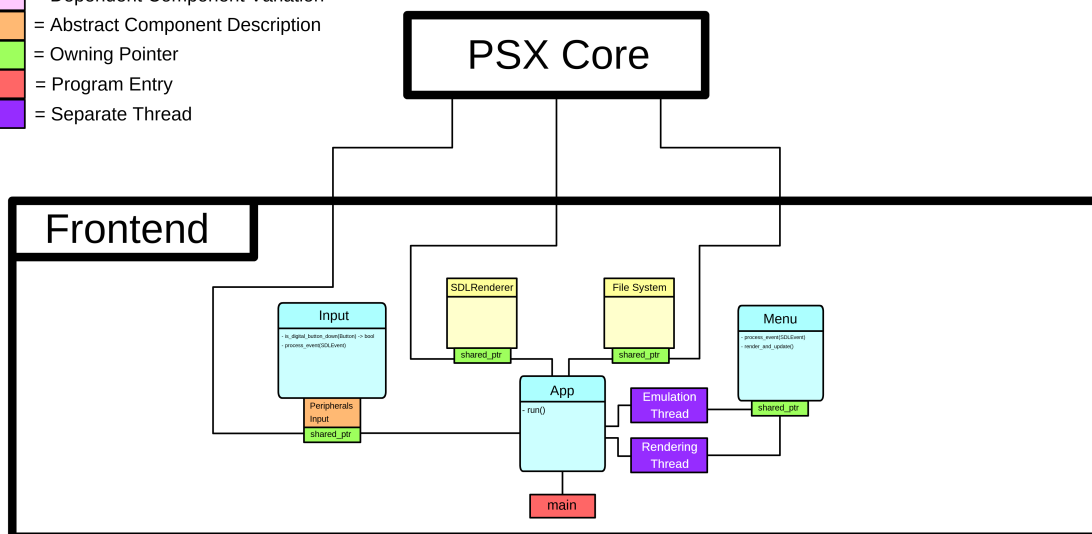 = Dependent Component Variation
= Abstract Component Description
= Owning Pointer
= Program Entry
= Separate Thread
PSX Core
Frontend
Input
- is_digital_button_down(Button) -> bool
- process_event(SDLEvent)
Peripherals
Input
shared_ptr
SDLRenderer
shared_ptr
File System
shared_ptr
Menu
- process_event(SDLEvent)
- render_and_update()
shared_ptr
App
- run()
Emulation
Thread
Rendering
Thread
main